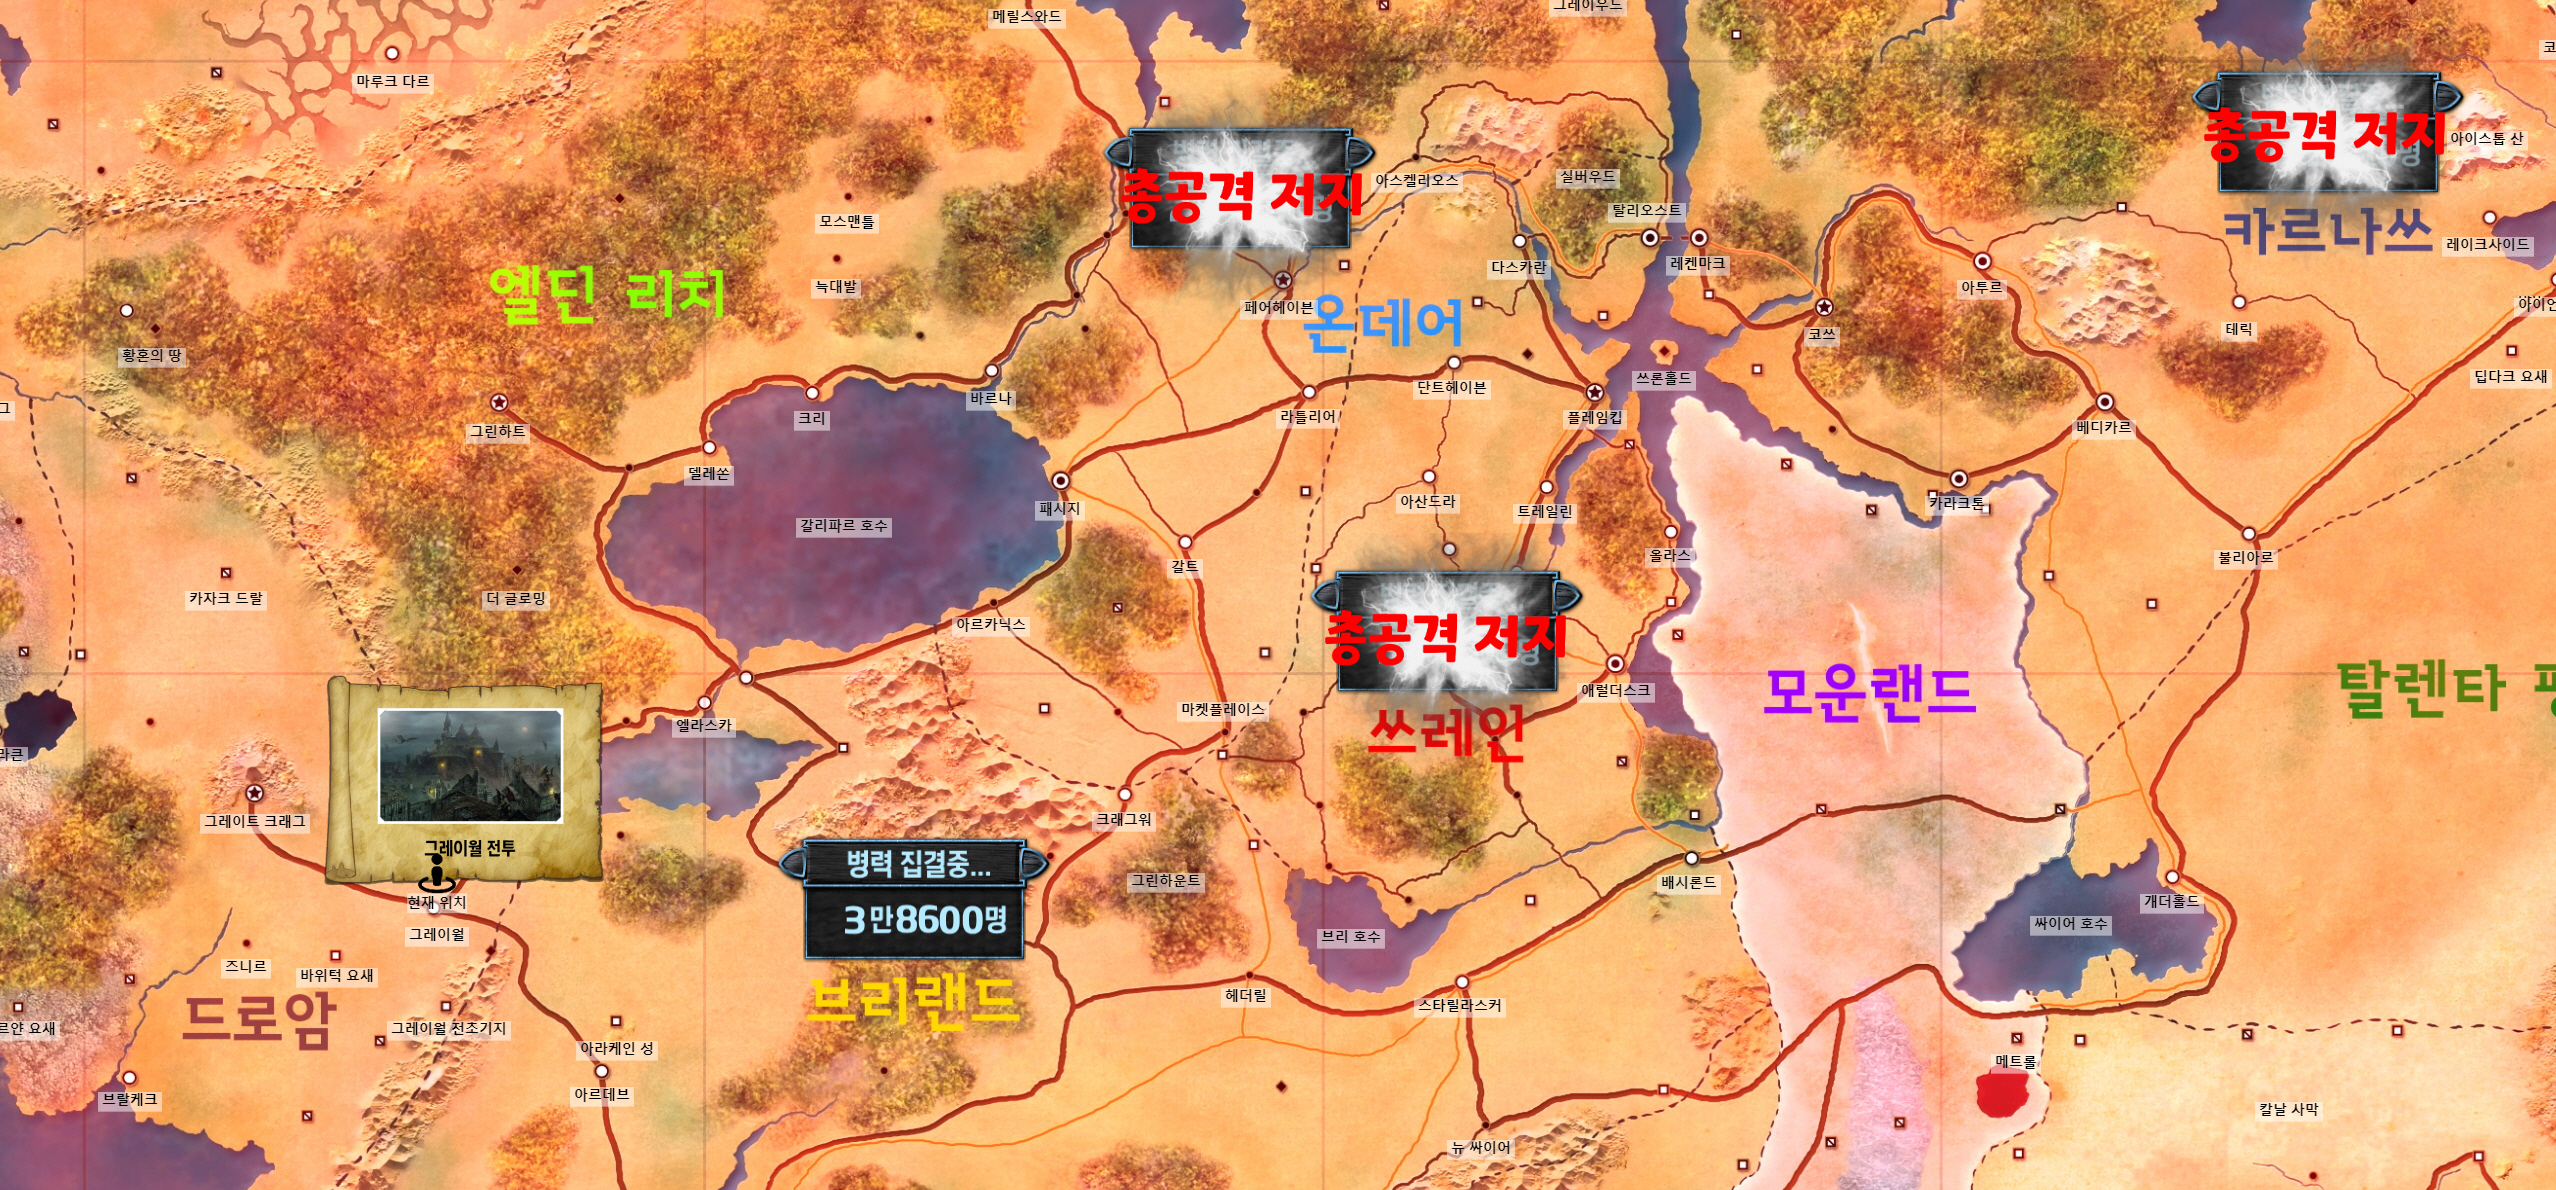 메릴스와드
그레이우드
마루크 다르
아이스톱 산
총공격 저지
총공격 저지
명
카르나쓰
레이크사이드
모스맨틀
늑대발
아스켈리오스
실버우드
탈리오스트
다스카란
레켄마크
아투르
코쓰
테릭
딥다크 요새
엘딘 리치
페어헤이븐
온데어
황혼의 땅
그린하트
델레쏜
크리
바르나
라틀리어
단트헤이븐
플레임킵
쓰론홀드
베디카르
패시지
갈리파르 호수
아산드라
트레일린
올라스
카라크톤
불리아르
갈트
카자크 드랄
더 글로밍
아르카닉스
총공격 저지
명
쓰레인
애럴더스크
모운랜드
탈렌타 평
엘라스카
마켓플레이스
그레이트 크래그
크래그워
그레이월 전투
현재 위치
그레이월
병력 집결중...
3만8600명
브리랜드
그린하운트
배시론드
브리 호수
싸이어 호수
개더홀드
즈니르
바위턱 요새
드로암
르얀 요새
그레이월 전초기지
헤더릴
스타릴라스커
아라케인 성
아르데브
브랄케크
메트롤
칼날 사막
뉴 싸이어